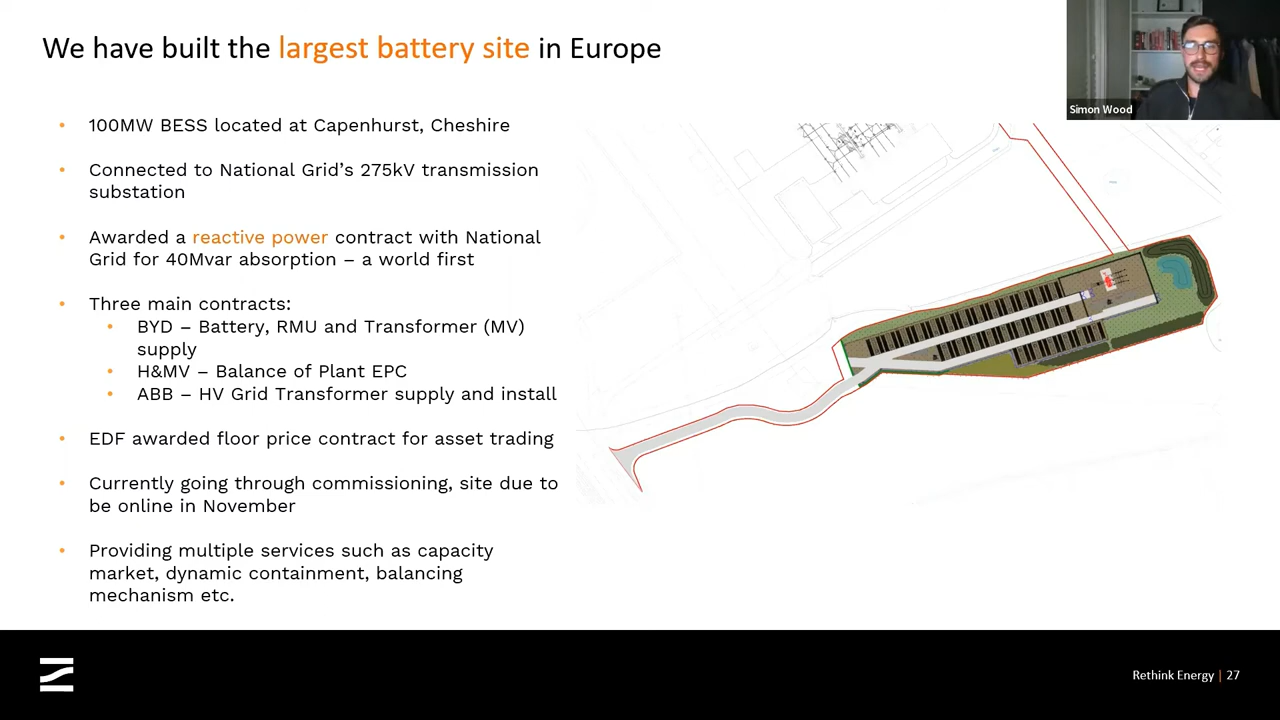 We have built the largest battery site in Europe
Simon Wood
• 100MW BESS located at Capenhurst, Cheshire
• Connected to National Grid’s 275kV transmission
substation
• Awarded a reactive power contract with National
Grid for 40Mvar absorption – a world first
• Three main contracts:
• BYD – Battery, RMU and Transformer (MV)
supply
• H&MV – Balance of Plant EPC
• ABB – HV Grid Transformer supply and install
• EDF awarded floor price contract for asset trading
• Currently going through commissioning, site due to
be online in November
• Providing multiple services such as capacity
market, dynamic containment, balancing
mechanism etc.
Rethink Energy | 27